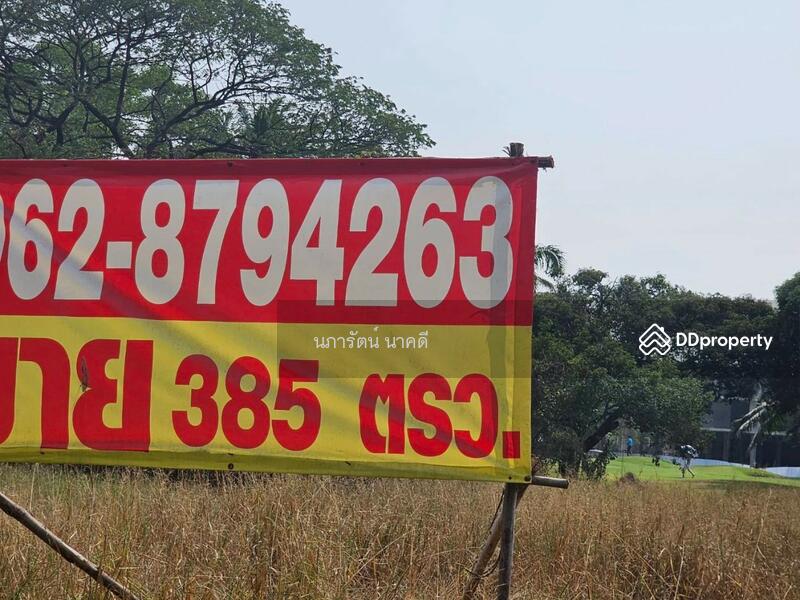 062-8794263
ขาย 385 ตรว.
นภารัตน์ นาคดี
DDproperty